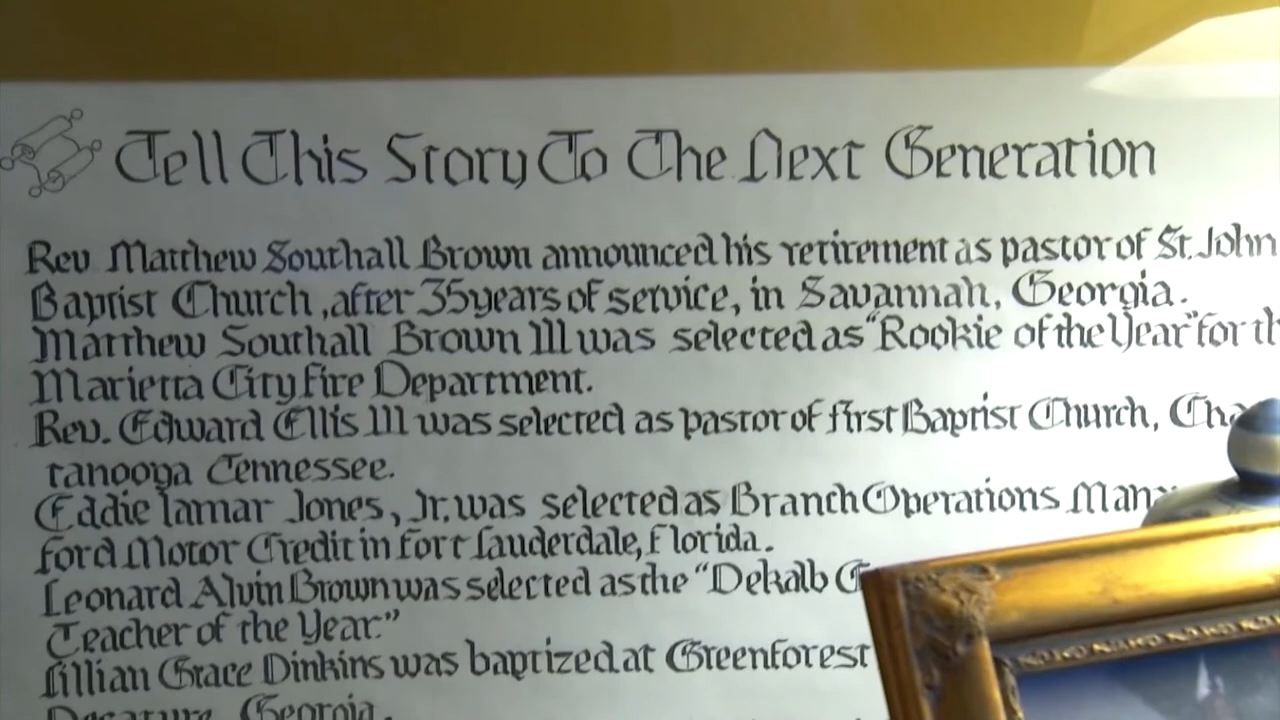 Tell This Story To The Next Generation
Rev Matthew Southall Brown announced his retirement as pastor of St. John
Baptist Church, after 35 years of service, in Savannah, Georgia.
Matthew Southall Brown III was selected as "Rookie of the Year" for th
Marietta City Fire Department.
Rev. Edward Ellis III was selected as pastor of First Baptist Church, Cha
tanooga Tennessee.
Eddie Lamar Jones, Jr. was selected as Branch Operations Mana
Ford Motor Credit in Fort Lauderdale, Florida.
Leonard Alvin Brown was selected as the "Dekalb C
Teacher of the Year."
Lillian Grace Dinkins was baptized at Greenforest
Georgia.